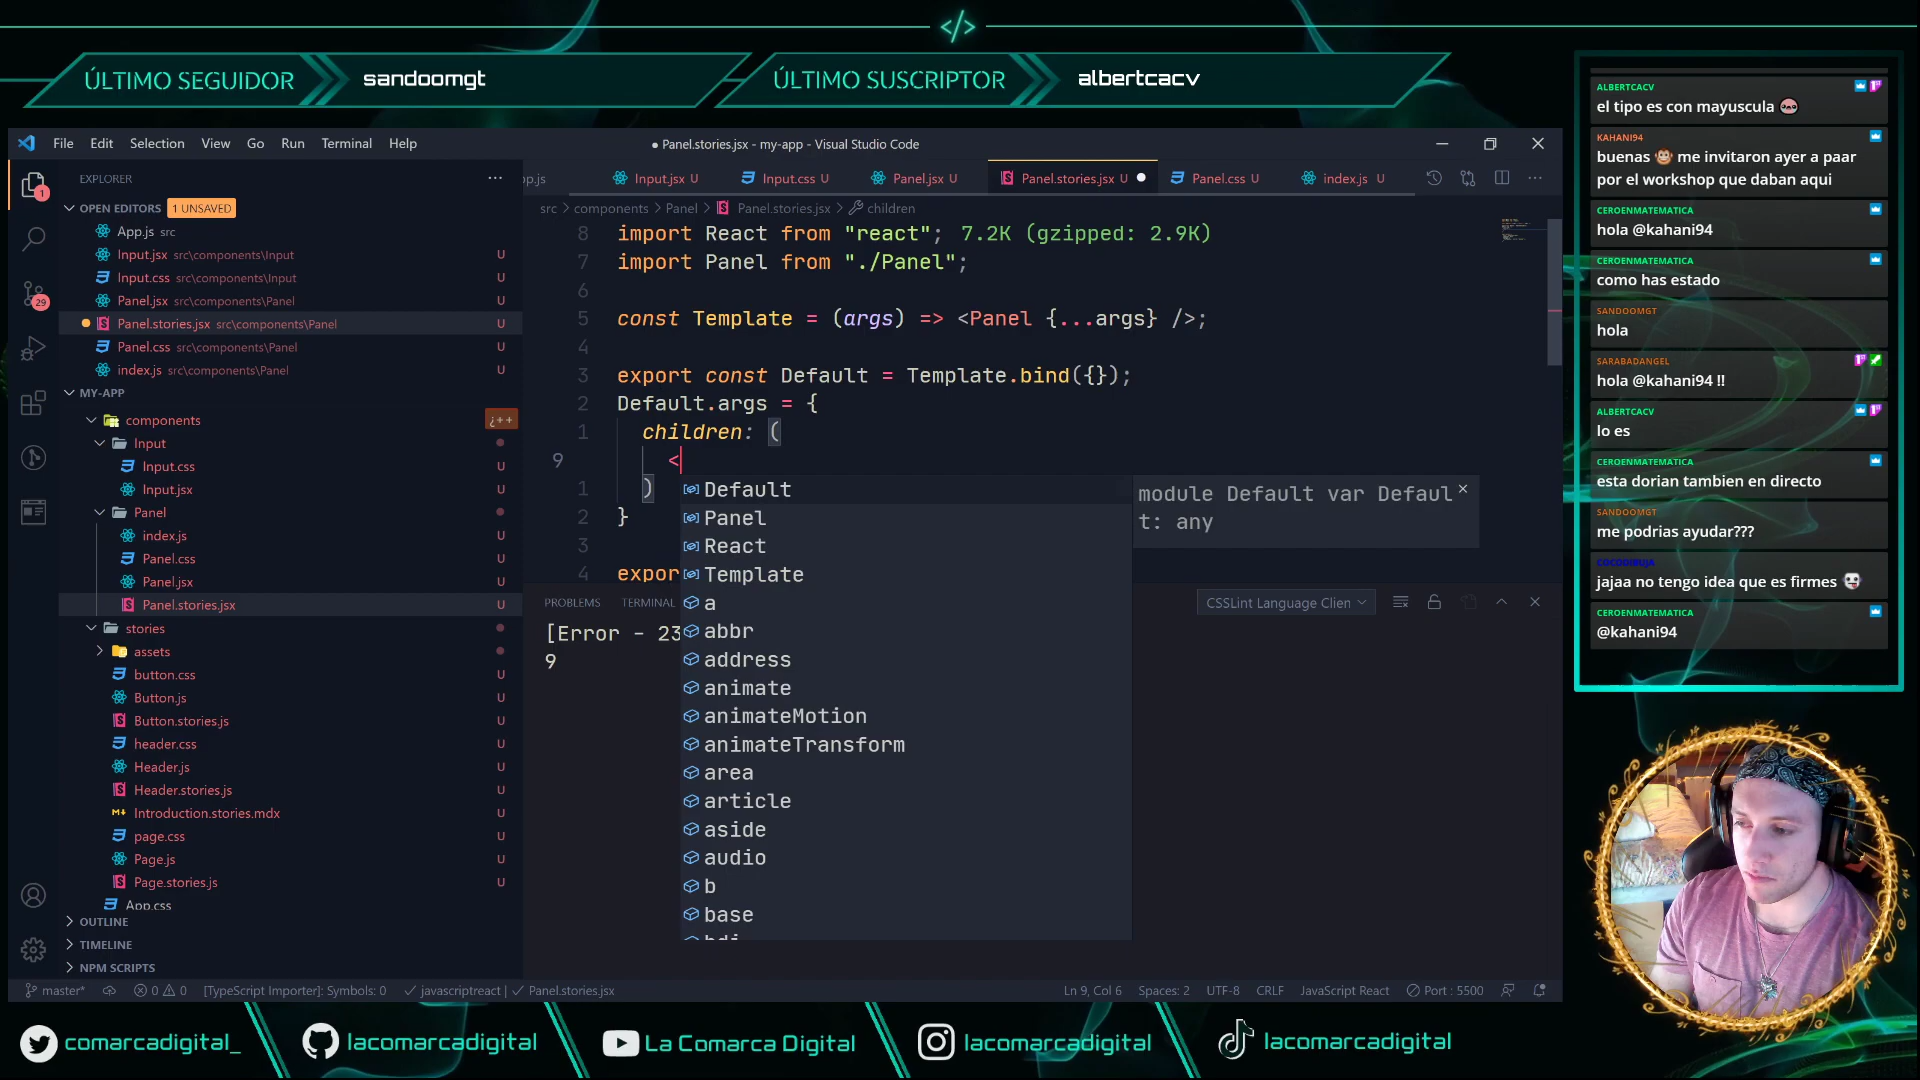 </>
ÚLTIMO SEGUIDOR
sandoomgt
ÚLTIMO SUSCRIPTOR
albertcacv
File Edit Selection View Go Run Terminal Help
● Panel.stories.jsx - my-app - Visual Studio Code
EXPLORER
OPEN EDITORS 1 UNSAVED
App.js src
Input.jsx src\components\Input U
Input.css src\components\Input U
Panel.jsx src\components\Panel U
Panel.stories.jsx src\components\Panel U
Panel.css src\components\Panel U
index.js src\components\Panel U
MY-APP
components ¿++
Input
Input.css U
Input.jsx U
Panel
index.js U
Panel.css U
Panel.jsx U
Panel.stories.jsx U
stories
assets
button.css U
Button.js U
Button.stories.js U
header.css U
Header.js U
Header.stories.js U
Introduction.stories.mdx U
page.css U
Page.js U
Page.stories.js U
App.css
OUTLINE
TIMELINE
NPM SCRIPTS
1
29
pp.js Input.jsx U Input.css U Panel.jsx U Panel.stories.jsx U Panel.css U index.js U
src > components > Panel > Panel.stories.jsx > children
8 import React from "react"; 7.2K (gzipped: 2.9K)
7 import Panel from "./Panel";
6
5 const Template = (args) => <Panel {...args} />;
4
3 export const Default = Template.bind({});
2 Default.args = {
1 children: (
9 <
1 )
2 }
3
4 expor
Default
Panel
React
Template
a
abbr
address
animate
animateMotion
animateTransform
area
article
aside
audio
b
base
bdi
module Default var Defaul
t: any
PROBLEMS TERMINAL
CSSLint Language Clien
[Error - 23
9
master* 0 0 [TypeScript Importer]: Symbols: 0 javascriptreact | Panel.stories.jsx
Ln 9, Col 6 Spaces: 2 UTF-8 CRLF JavaScript React Port : 5500
ALBERTCACV
el tipo es con mayuscula
KAHANI94
buenas me invitaron ayer a paar
por el workshop que daban aqui
CEROENMATEMATICA
hola @kahani94
CEROENMATEMATICA
como has estado
SANDOOMGT
hola
SARABADANGEL
hola @kahani94 !!
ALBERTCACV
lo es
CEROENMATEMATICA
esta dorian tambien en directo
SANDOOMGT
me podrias ayudar???
COCODIRUJA
jajaa no tengo idea que es firmes
CEROENMATEMATICA
@kahani94
comarcadigital_
lacomarcadigital
La Comarca Digital
lacomarcadigital
lacomarcadigital